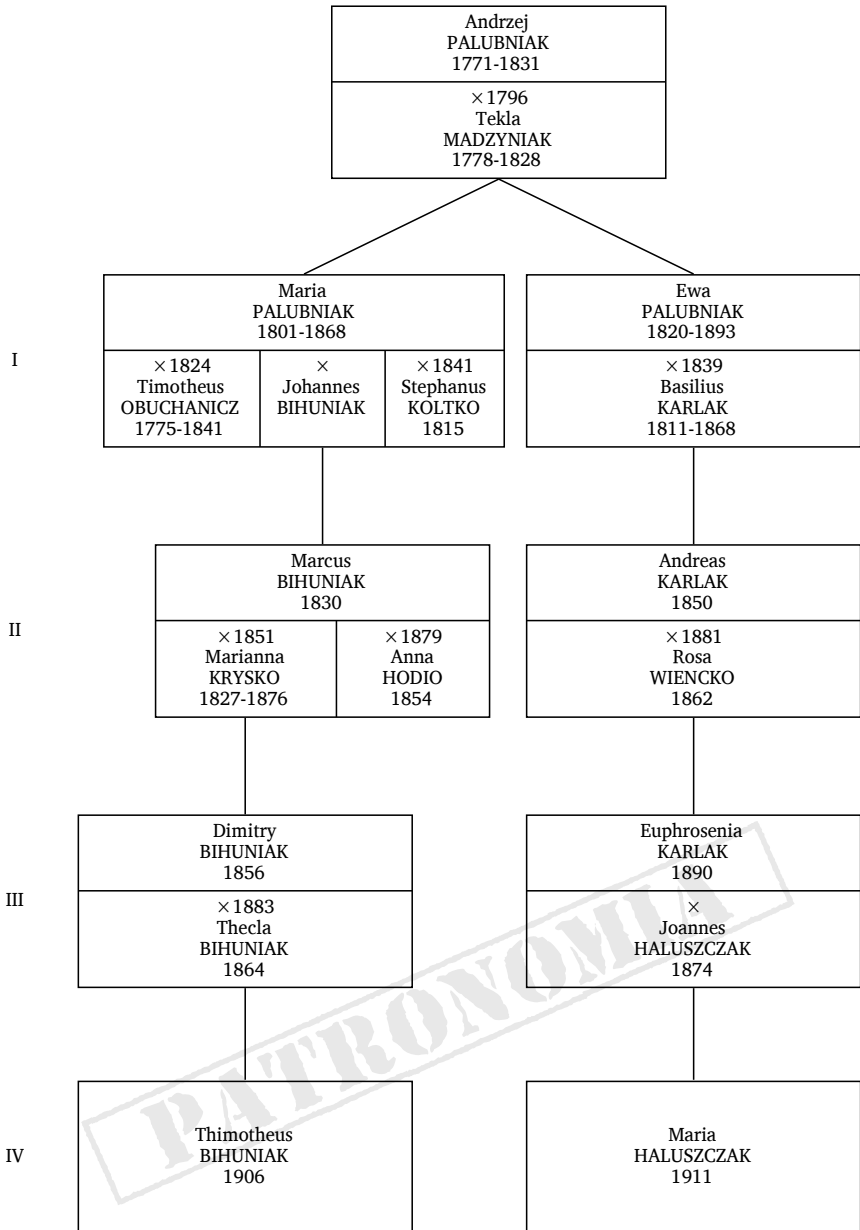 Andrzej
PALUBNIAK
1771-1831
×1796
Tekla
MADZYNIAK
1778-1828
I
Maria
PALUBNIAK
1801-1868
×1824
Timotheus
OBUCHANICZ
1775-1841
×
Johannes
BIHUNIAK
×1841
Stephanus
KOLTKO
1815
Ewa
PALUBNIAK
1820-1893
×1839
Basilius
KARLAK
1811-1868
II
Marcus
BIHUNIAK
1830
×1851
Marianna
KRYSKO
1827-1876
×1879
Anna
HODIO
1854
Andreas
KARLAK
1850
×1881
Rosa
WIENCKO
1862
III
Dimitry
BIHUNIAK
1856
×1883
Thecla
BIHUNIAK
1864
Euphrosenia
KARLAK
1890
×
Joannes
HALUSZCZAK
1874
IV
Thimotheus
BIHUNIAK
1906
Maria
HALUSZCZAK
1911
PATRONOMIA